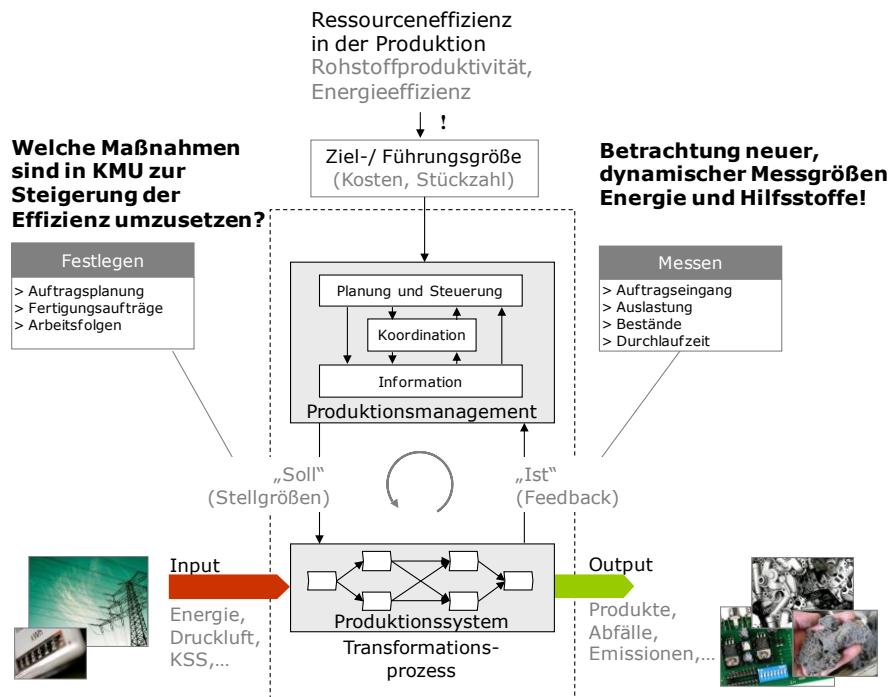 Ressourceneffizienz
in der Produktion
Rohstoffproduktivität,
Energieeffizienz
!
Ziel-/ Führungsgröße
(Kosten, Stückzahl)
Welche Maßnahmen
sind in KMU zur
Steigerung der
Effizienz umzusetzen?
Betrachtung neuer,
dynamischer Messgrößen
Energie und Hilfsstoffe!
Festlegen
> Auftragsplanung
> Fertigungsaufträge
> Arbeitsfolgen
Messen
> Auftragseingang
> Auslastung
> Bestände
> Durchlaufzeit
Planung und Steuerung
Koordination
Information
Produktionsmanagement
„Soll“
(Stellgrößen)
„Ist“
(Feedback)
Input
Energie,
Druckluft,
KSS,...
Produktionssystem
Transformations-
prozess
Output
Produkte,
Abfälle,
Emissionen,...